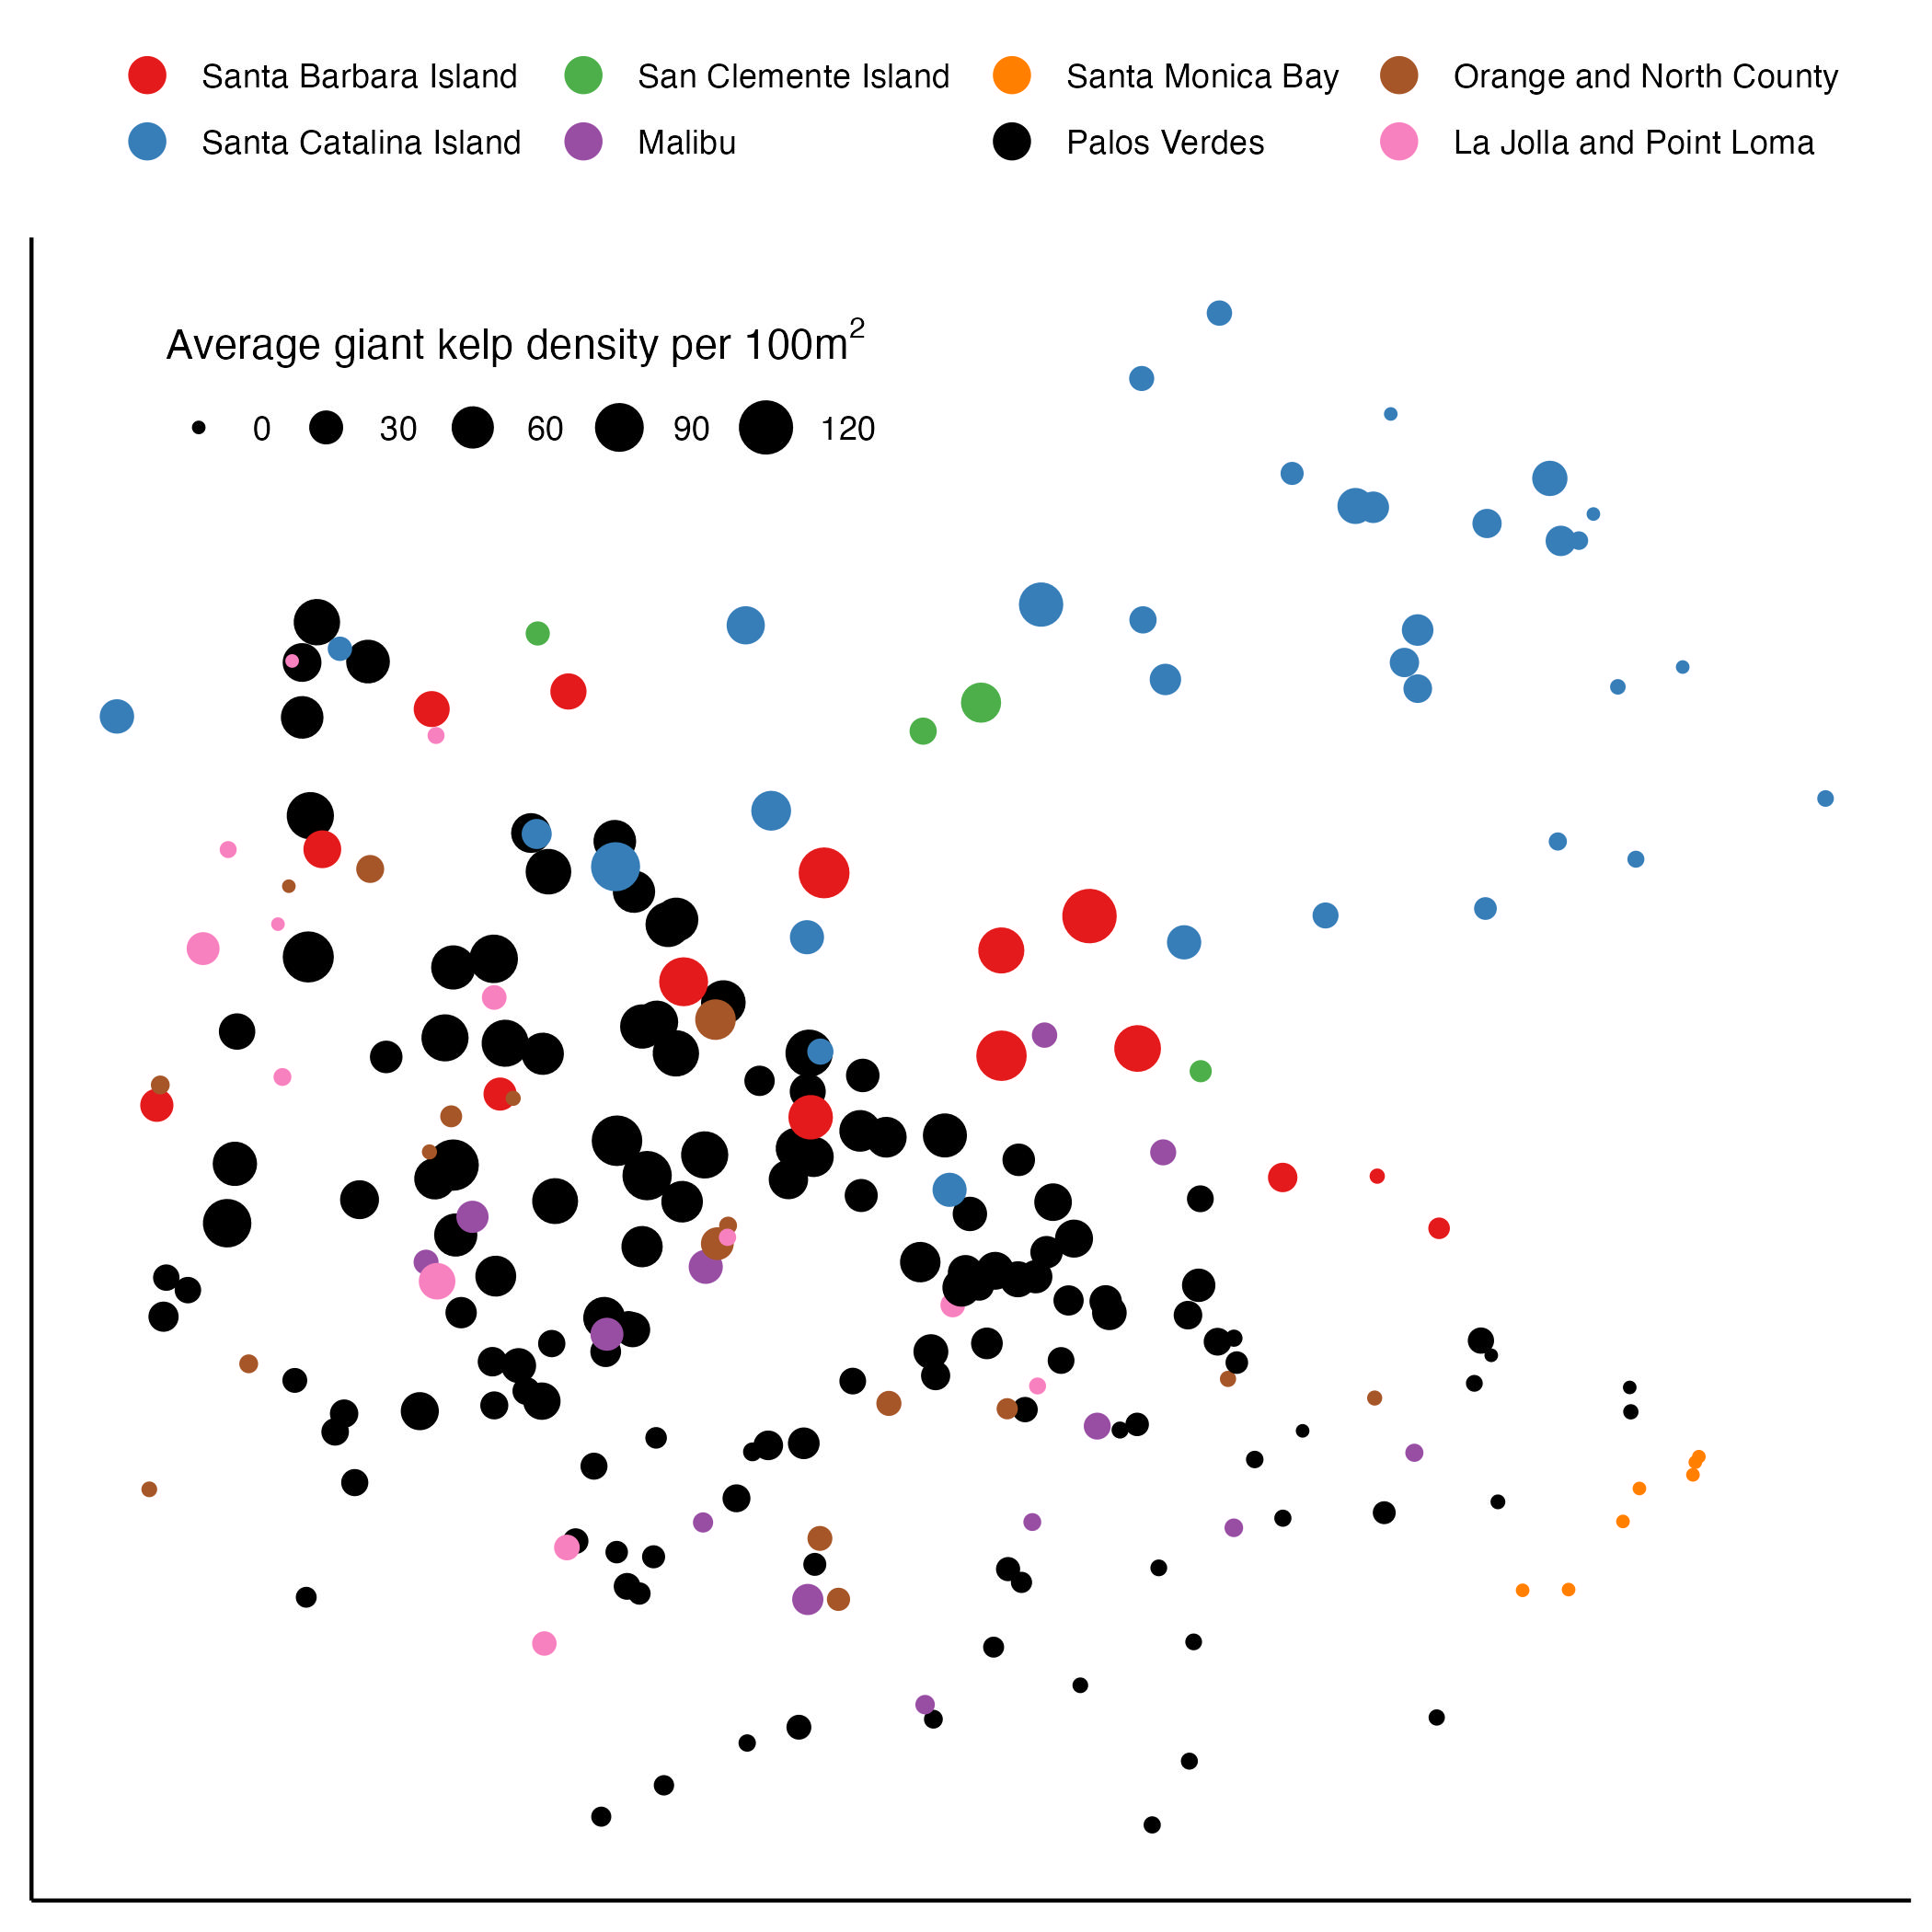 Santa Barbara Island San Clemente Island Santa Monica Bay Orange and North County
Santa Catalina Island Malibu Palos Verdes La Jolla and Point Loma
Average giant kelp density per 100m²
0 30 60 90 120